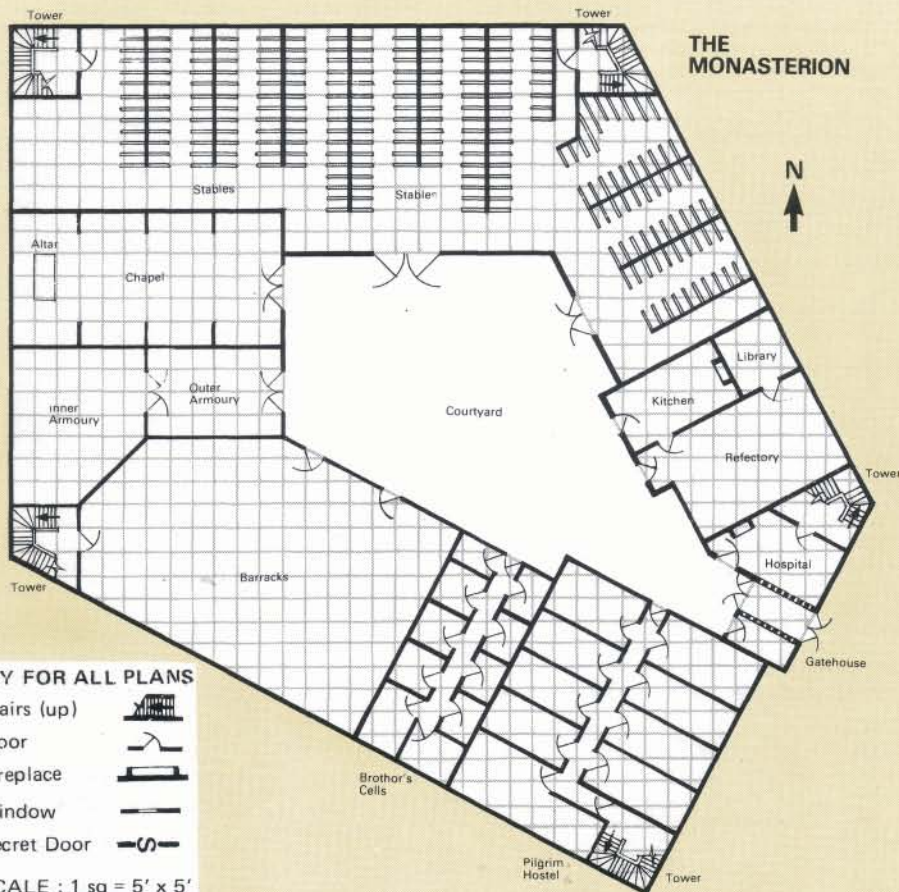 Tower
Tower
THE
MONASTERION
N
Stables
Stables
Altar
Chapel
Library
Outer
Armoury
Inner
Armoury
Courtyard
Kitchen
Refectory
Tower
Hospital
Barracks
Tower
Gatehouse
Y FOR ALL PLANS
airs (up)
oor
replace
indow
ecret Door
S
CALE : 1 sq = 5' x 5'
Brothor's
Cells
Pilgrim
Hostel
Tower